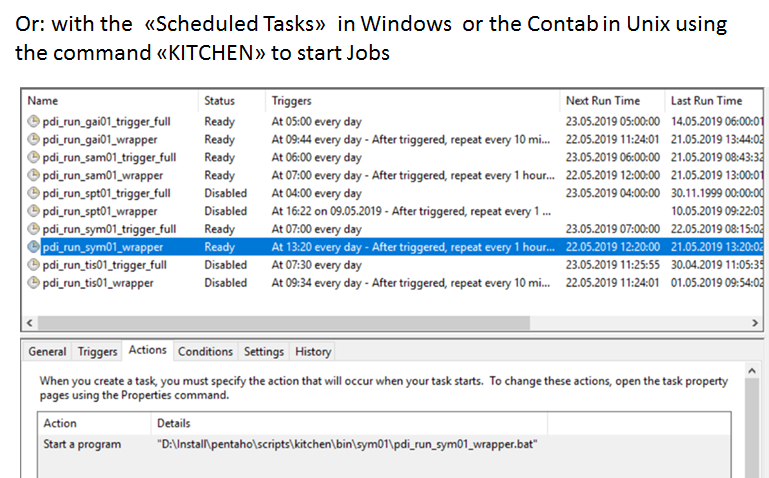 Or: with the «Scheduled Tasks» in Windows or the Contab in Unix using
the command «KITCHEN» to start Jobs
Name Status Triggers Next Run Time Last Run Time
pdi_run_gai01_trigger_full Ready At 05:00 every day 23.05.2019 05:00:00 14.05.2019 06:00:01
pdi_run_gai01_wrapper Ready At 09:44 every day - After triggered, repeat every 10 mi... 22.05.2019 11:24:01 21.05.2019 13:44:02
pdi_run_sam01_trigger_full Ready At 06:00 every day 23.05.2019 06:00:00 21.05.2019 08:43:32
pdi_run_sam01_wrapper Ready At 07:00 every day - After triggered, repeat every 1 hour... 22.05.2019 12:00:00 21.05.2019 13:00:01
pdi_run_spt01_trigger_full Disabled At 04:00 every day 23.05.2019 04:00:00 30.11.1999 00:00:00
pdi_run_spt01_wrapper Disabled At 16:22 on 09.05.2019 - After triggered, repeat every 1 ... 10.05.2019 09:22:03
pdi_run_sym01_trigger_full Ready At 07:00 every day 23.05.2019 07:00:00 22.05.2019 08:15:02
pdi_run_sym01_wrapper Ready At 13:20 every day - After triggered, repeat every 1 hour... 22.05.2019 12:20:00 21.05.2019 13:20:02
pdi_run_tis01_trigger_full Disabled At 07:30 every day 23.05.2019 11:25:55 30.04.2019 11:05:35
pdi_run_tis01_wrapper Disabled At 09:34 every day - After triggered, repeat every 10 mi... 22.05.2019 11:24:01 01.05.2019 09:54:02
General Triggers Actions Conditions Settings History
When you create a task, you must specify the action that will occur when your task starts. To change these actions, open the task property
pages using the Properties command.
Action Details
Start a program "D:\Install\pentaho\scripts\kitchen\bin\sym01\pdi_run_sym01_wrapper.bat"